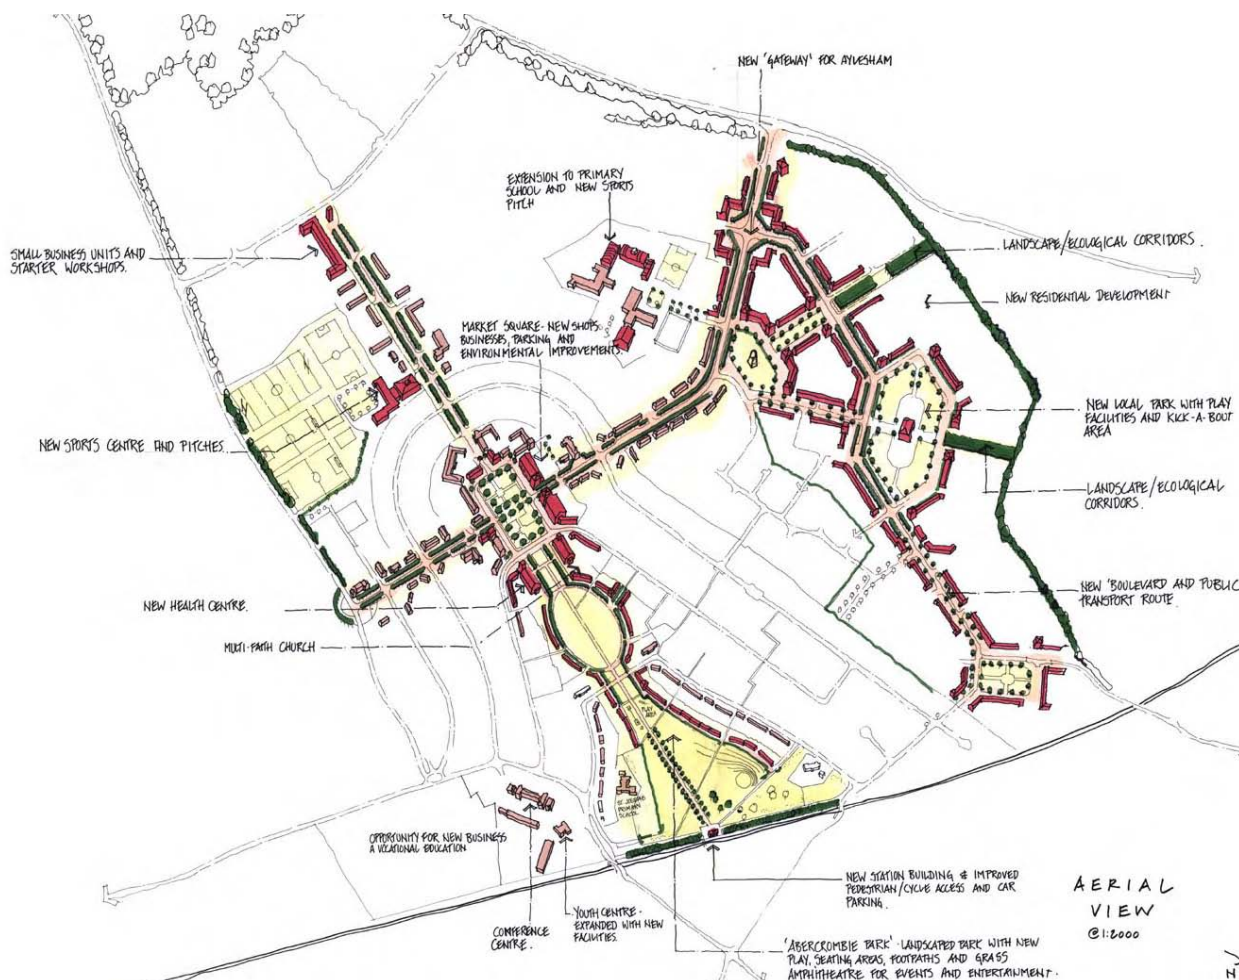 NEW 'GATEWAY' FOR AYLESHAM
EXTENSION TO PRIMARY
SCHOOL AND NEW SPORTS
PITCH
SMALL BUSINESS UNITS AND
STARTER WORKSHOPS.
LANDSCAPE/ECOLOGICAL CORRIDORS.
NEW RESIDENTIAL DEVELOPMENT
MARKET SQUARE - NEW SHOPS
BUSINESSES, PARKING AND
ENVIRONMENTAL IMPROVEMENTS.
NEW LOCAL PARK WITH PLAY
FACILITIES AND KICK-A-BOUT
AREA
NEW SPORTS CENTRE AND PITCHES
LANDSCAPE/ECOLOGICAL
CORRIDORS.
NEW HEALTH CENTRE.
NEW 'BOULEVARD AND PUBLIC
TRANSPORT ROUTE.
MULTI-FAITH CHURCH
PLAY
AREA
ST JOSEPHS
PRIMARY
SCHOOL
OPPORTUNITY FOR NEW BUSINESS
& VOCATIONAL EDUCATION
NEW STATION BUILDING & IMPROVED
PEDESTRIAN/CYCLE ACCESS AND CAR
PARKING.
CONFERENCE
CENTRE.
YOUTH CENTRE -
EXPANDED WITH NEW
FACILITIES.
AERIAL
VIEW
@1:2000
'ABERCROMBIE PARK' - LANDSCAPED PARK WITH NEW
PLAY, SEATING AREAS, FOOTPATHS AND GRASS
AMPHITHEATRE FOR EVENTS AND ENTERTAINMENT.
N